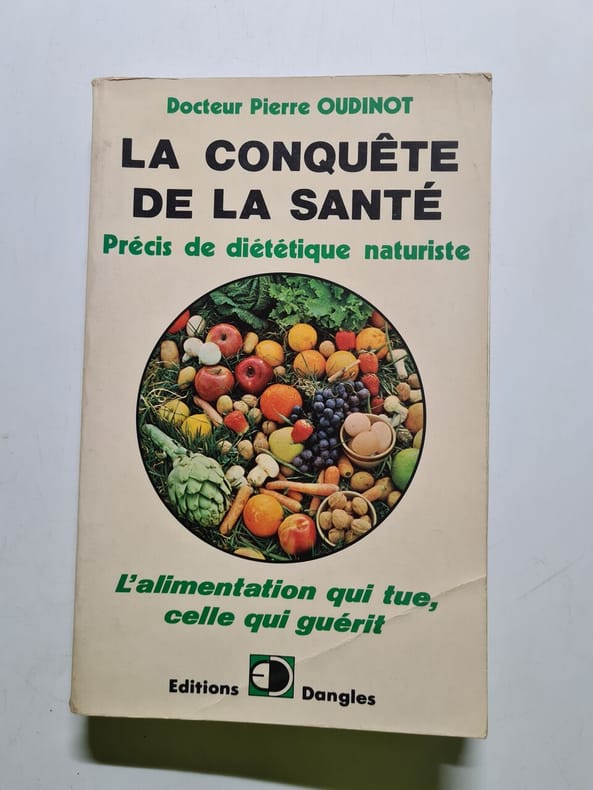 Docteur Pierre OUDINOT
LA CONQUÊTE
DE LA SANTÉ
Précis de diététique naturiste
L'alimentation qui tue,
celle qui guérit
Editions ED Dangles